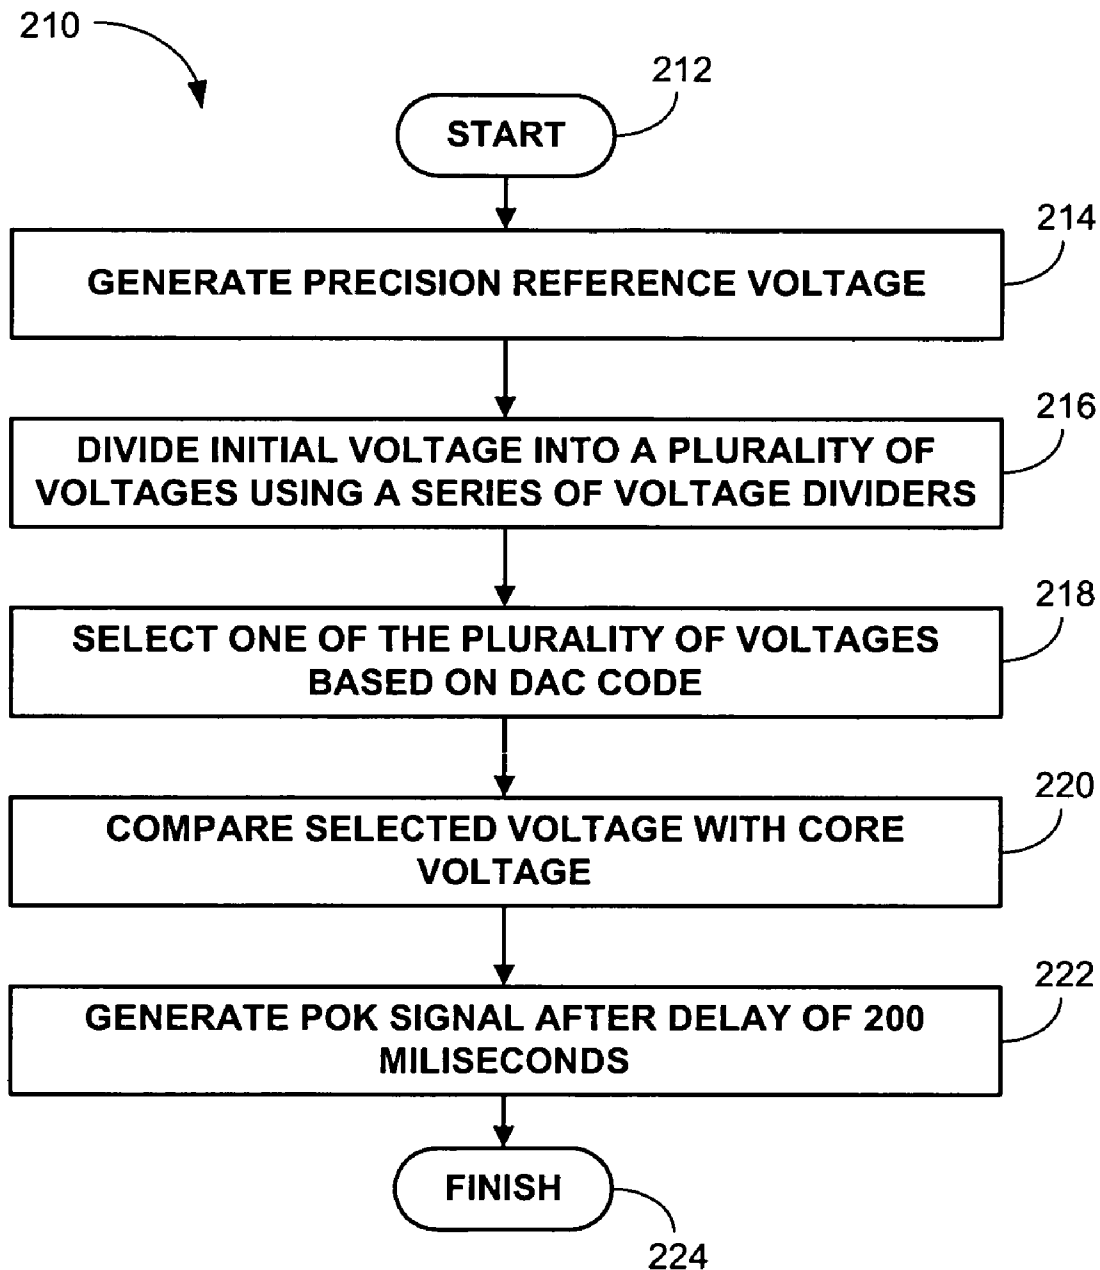 210
212
START
214
GENERATE PRECISION REFERENCE VOLTAGE
216
DIVIDE INITIAL VOLTAGE INTO A PLURALITY OF
VOLTAGES USING A SERIES OF VOLTAGE DIVIDERS
218
SELECT ONE OF THE PLURALITY OF VOLTAGES
BASED ON DAC CODE
220
COMPARE SELECTED VOLTAGE WITH CORE
VOLTAGE
222
GENERATE POK SIGNAL AFTER DELAY OF 200
MILISECONDS
FINISH
224